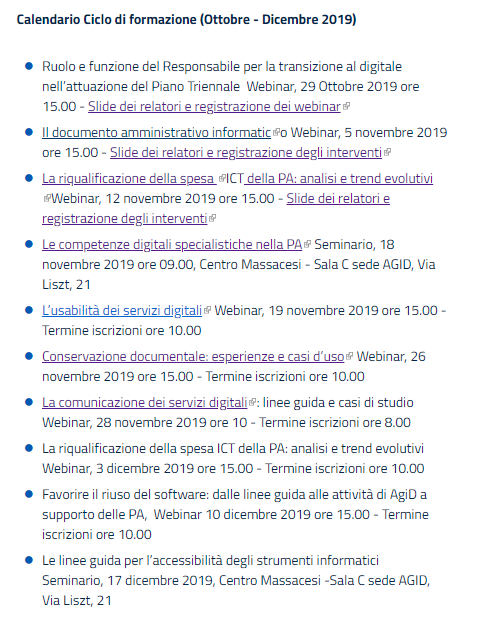 Calendario Ciclo di formazione (Ottobre - Dicembre 2019)
Ruolo e funzione del Responsabile per la transizione al digitale
nell'attuazione del Piano Triennale Webinar, 29 Ottobre 2019 ore
15.00 - Slide dei relatori e registrazione dei webinar
Il documento amministrativo informatico Webinar, 5 novembre 2019
ore 15.00 - Slide dei relatori e registrazione degli interventi
La riqualificazione della spesa ICT della PA: analisi e trend evolutivi
Webinar, 12 novembre 2019 ore 15.00 - Slide dei relatori e
registrazione degli interventi
Le competenze digitali specialistiche nella PA Seminario, 18
novembre 2019 ore 09.00, Centro Massacesi - Sala C sede AGID, Via
Liszt, 21
L'usabilità dei servizi digitali Webinar, 19 novembre 2019 ore 15.00 -
Termine iscrizioni ore 10.00
Conservazione documentale: esperienze e casi d'uso Webinar, 26
novembre 2019 ore 15.00 - Termine iscrizioni ore 10.00
La comunicazione dei servizi digitali: linee guida e casi di studio
Webinar, 28 novembre 2019 ore 10 - Termine iscrizioni ore 8.00
La riqualificazione della spesa ICT della PA: analisi e trend evolutivi
Webinar, 3 dicembre 2019 ore 15.00 - Termine iscrizioni ore 10.00
Favorire il riuso del software: dalle linee guida alle attività di AgiD a
supporto delle PA, Webinar 10 dicembre 2019 ore 15.00 - Termine
iscrizioni ore 10.00
Le linee guida per l'accessibilità degli strumenti informatici
Seminario, 17 dicembre 2019, Centro Massacesi -Sala C sede AGID,
Via Liszt, 21